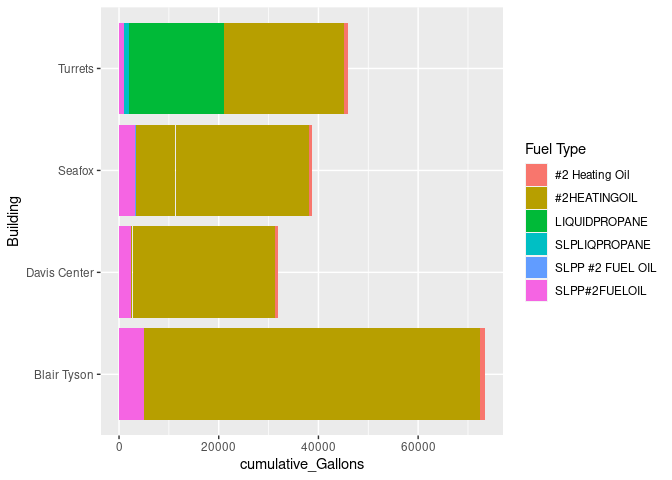 Turrets
Seafox
Davis Center
Blair Tyson
Building
0 20000 40000 60000
cumulative_Gallons
Fuel Type
#2 Heating Oil
#2HEATINGOIL
LIQUIDPROPANE
SLPLIQPROPANE
SLPP #2 FUEL OIL
SLPP#2FUELOIL